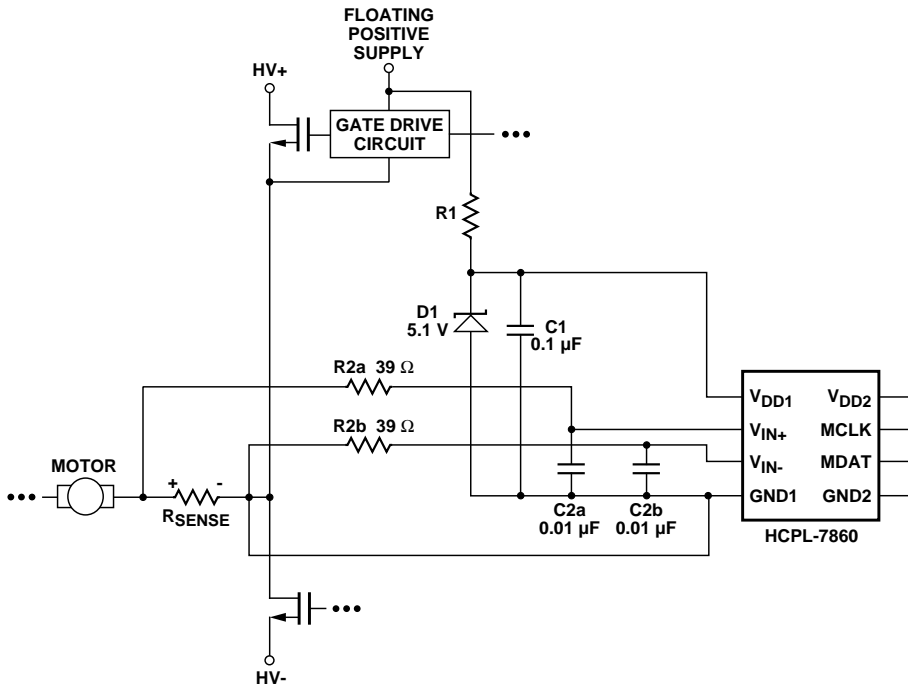 FLOATING
POSITIVE
SUPPLY
HV+
GATE DRIVE
CIRCUIT
•••
R1
D1
5.1 V
C1
0.1 µF
R2a 39 Ω
R2b 39 Ω
MOTOR
•••
+ -
RSENSE
C2a
0.01 µF
C2b
0.01 µF
VDD1
VIN+
VIN-
GND1
VDD2
MCLK
MDAT
GND2
HCPL-7860
•••
HV-